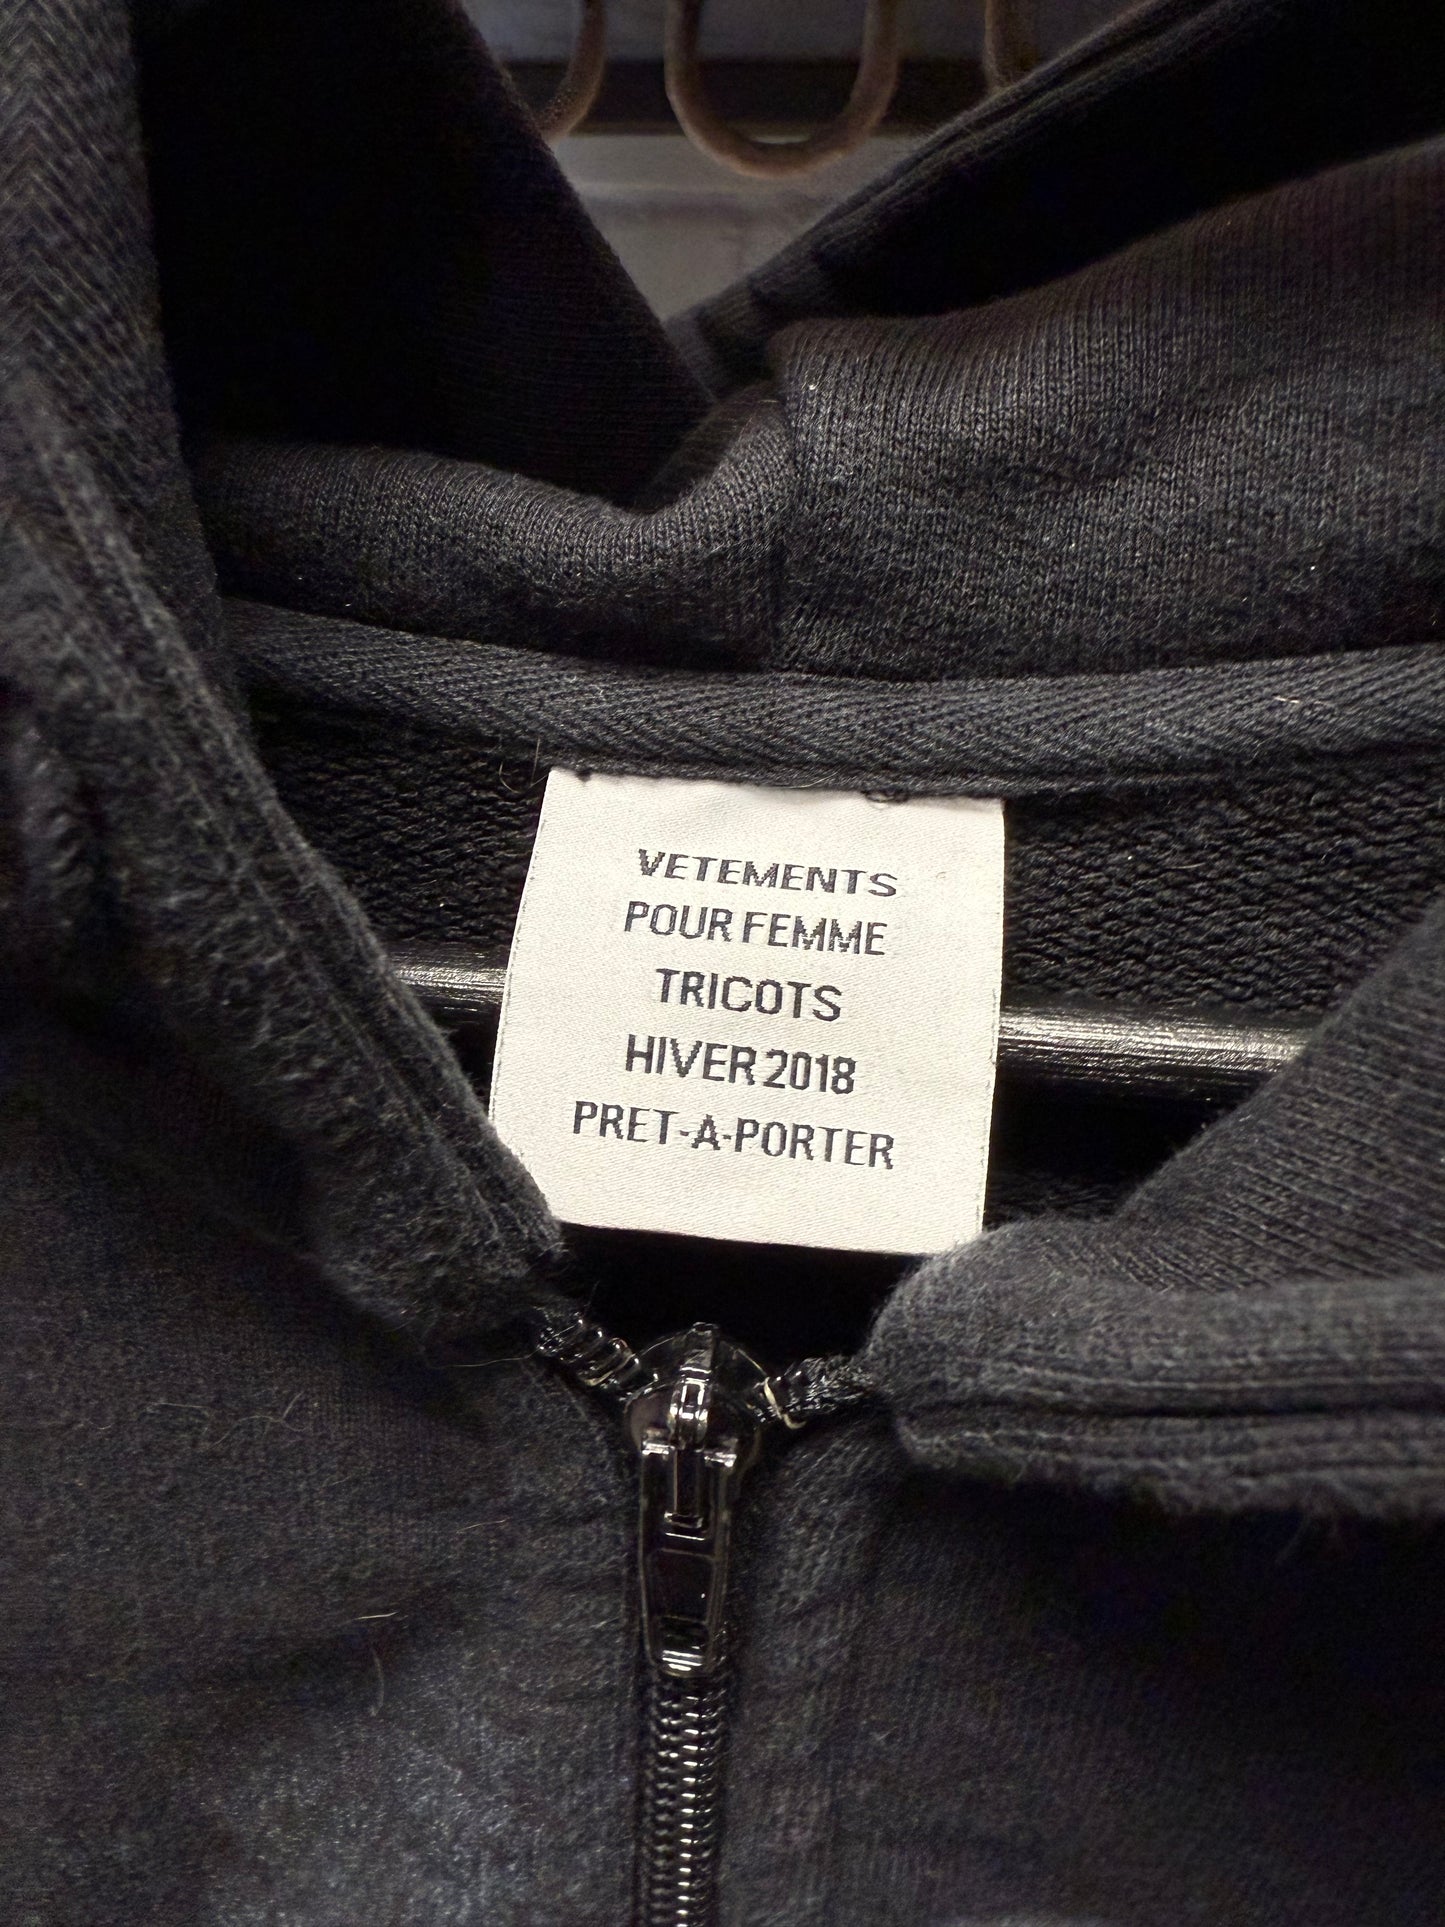 VETEMENTS
POUR FEMME
TRICOTS
HIVER 2018
PRET-A-PORTER